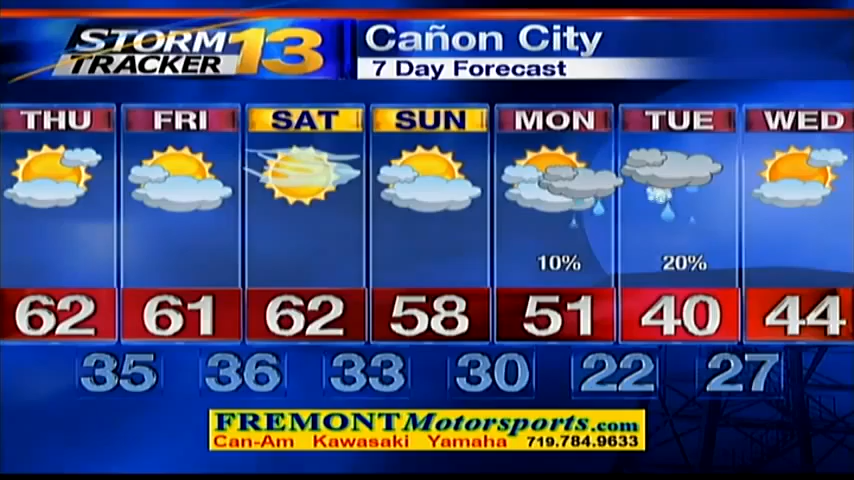 STORM
TRACKER 13
Cañon City
7 Day Forecast
THU FRI SAT SUN MON TUE WED
10% 20%
62 61 62 58 51 40 44
35 36 33 30 22 27
FREMONTMotorsports.com
Can-Am Kawasaki Yamaha 719.784.9633